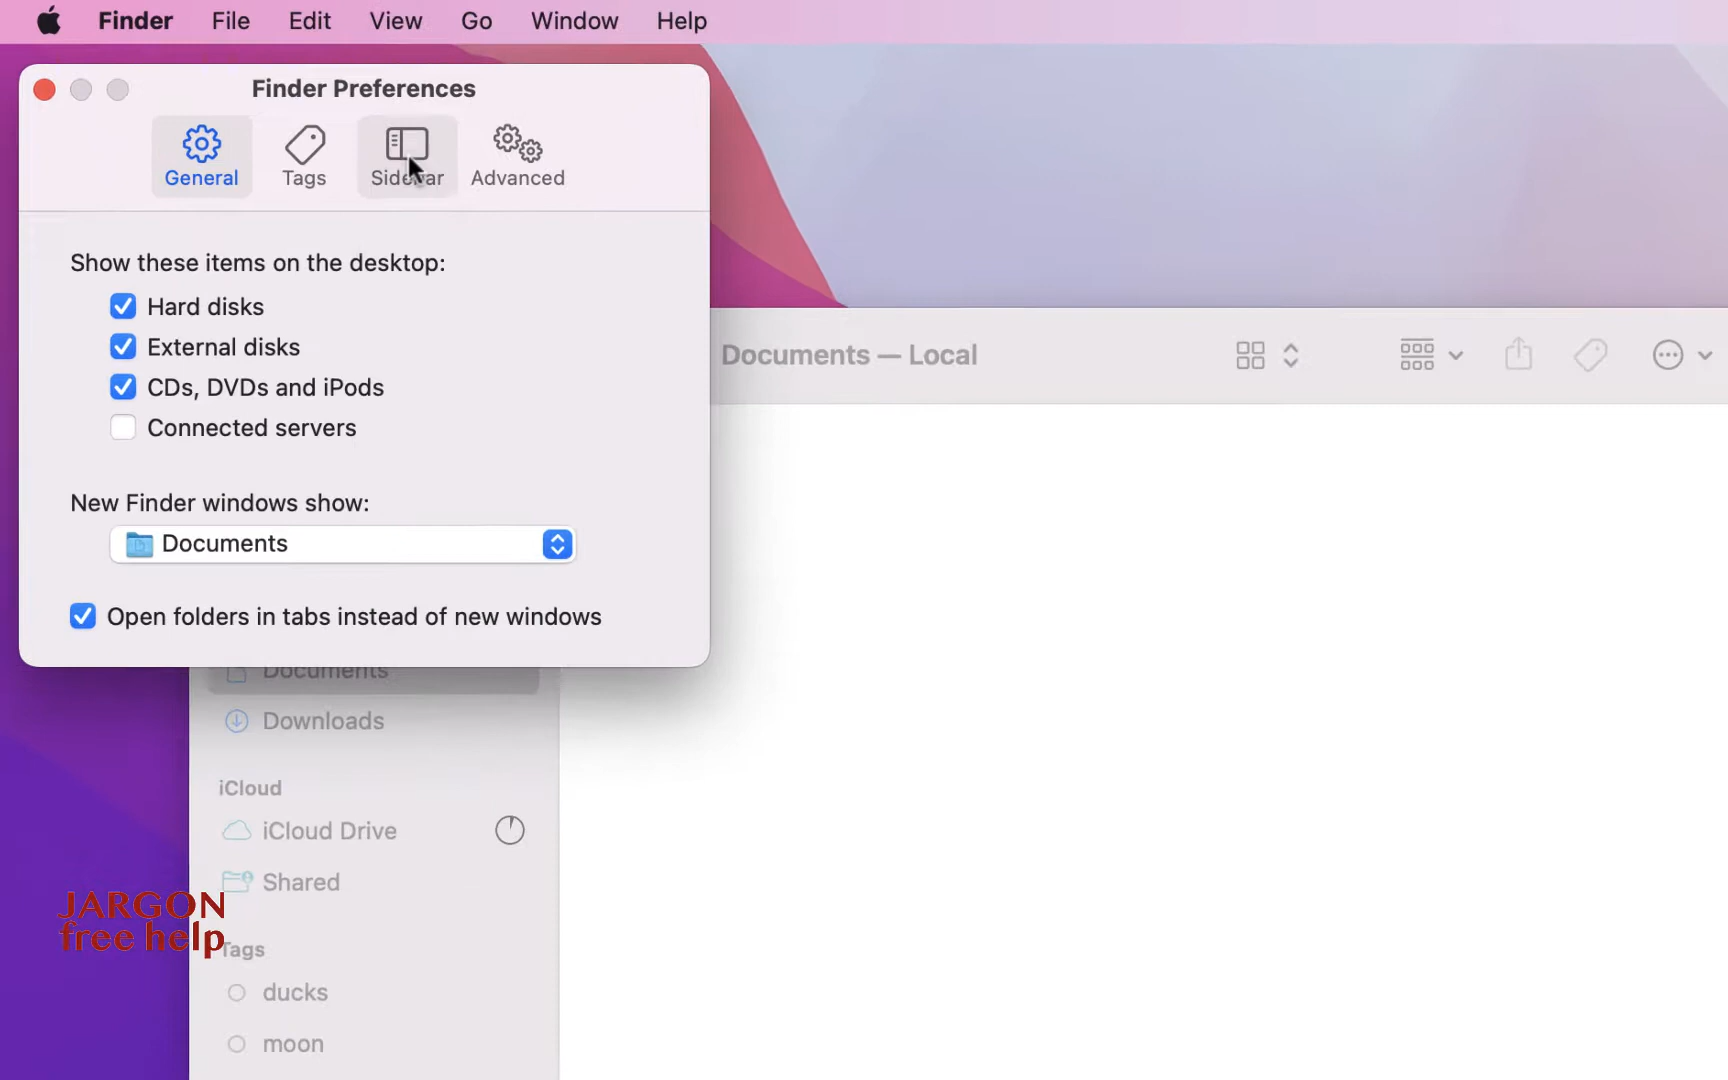 Finder File Edit View Go Window Help
Finder Preferences
General Tags Sidebar Advanced
Show these items on the desktop:
Hard disks
External disks
CDs, DVDs and iPods
Connected servers
New Finder windows show:
Documents
Open folders in tabs instead of new windows
Documents — Local
Documents
Downloads
iCloud
iCloud Drive
Shared
Tags
ducks
moon
JARGON
free help